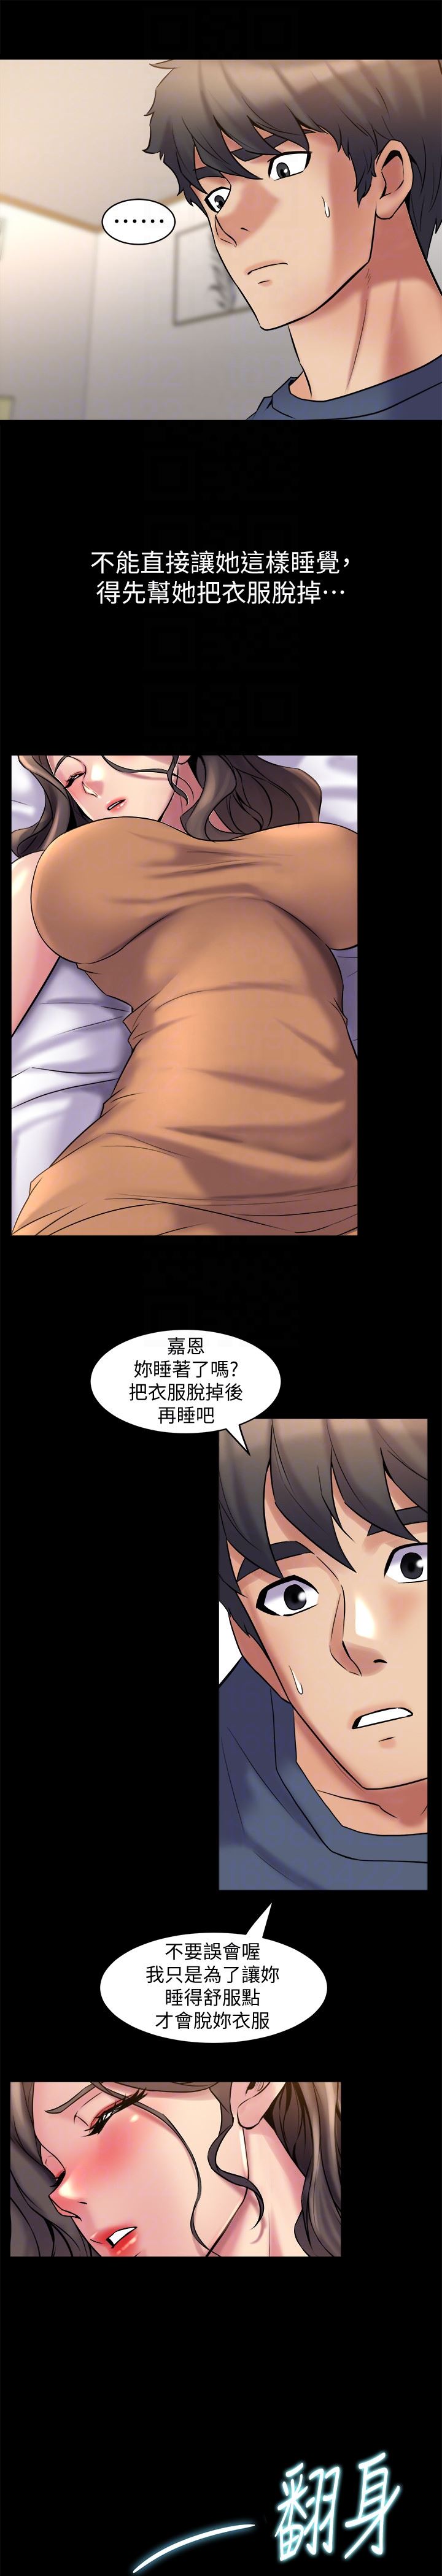 ……
不能直接讓她這樣睡覺，
得先幫她把衣服脫掉…
嘉恩
妳睡著了嗎?
把衣服脫掉後
再睡吧
不要誤會喔
我只是為了讓妳
睡得舒服點
才會脫妳衣服
翻身